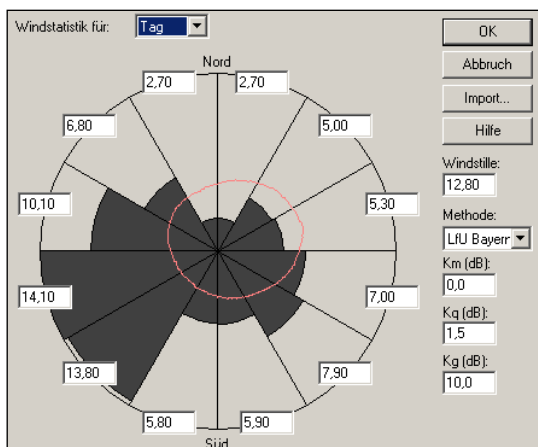 Windstatistik für: Tag
Nord
2,70 2,70
6,80 5,00
10,10 5,30
14,10 7,00
13,80 7,90
5,80 5,90
Süd
OK
Abbruch
Import...
Hilfe
Windstille:
12,80
Methode:
LfU Bayern
Km (dB):
0,0
Kq (dB):
1,5
Kg (dB):
10,0